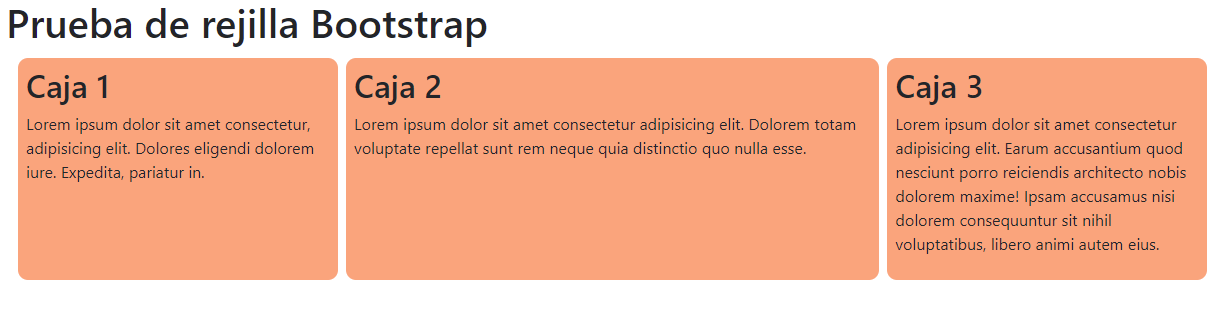 Prueba de rejilla Bootstrap
Caja 1
Lorem ipsum dolor sit amet consectetur,
adipisicing elit. Dolores eligendi dolorem
iure. Expedita, pariatur in.
Caja 2
Lorem ipsum dolor sit amet consectetur adipisicing elit. Dolorem totam
voluptate repellat sunt rem neque quia distinctio quo nulla esse.
Caja 3
Lorem ipsum dolor sit amet consectetur
adipisicing elit. Earum accusantium quod
nesciunt porro reiciendis architecto nobis
dolorem maxime! Ipsam accusamus nisi
dolorem consequuntur sit nihil
voluptatibus, libero animi autem eius.